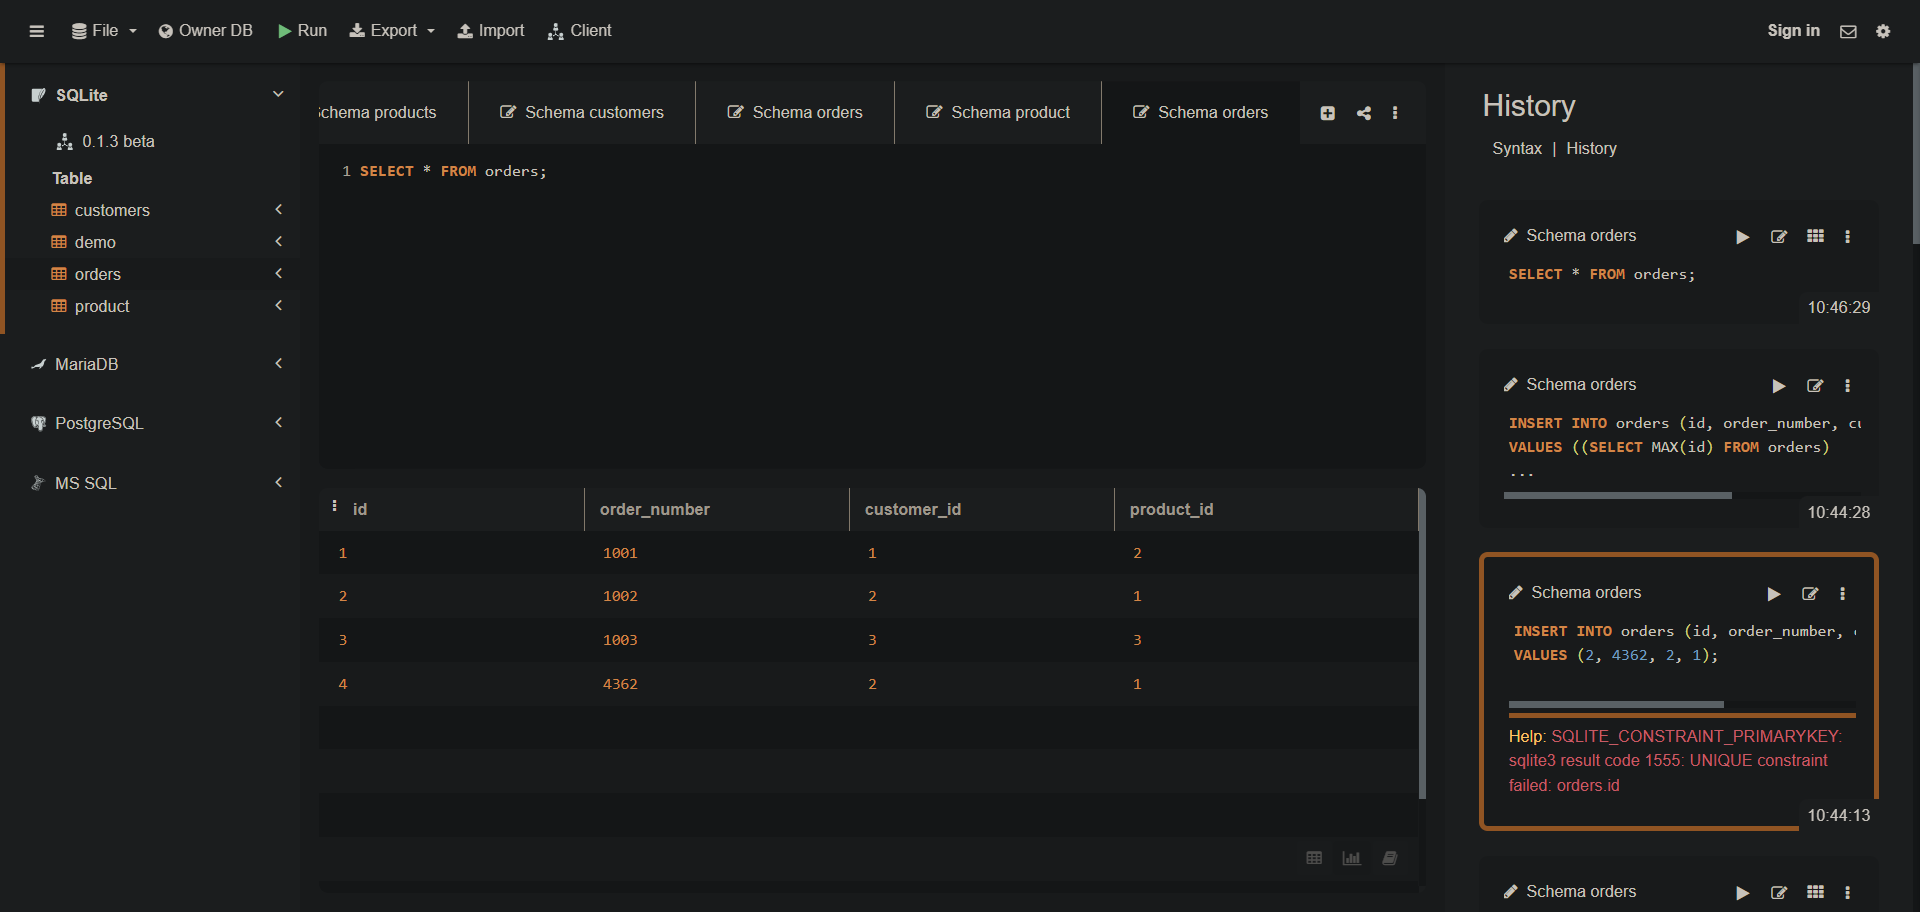 File Owner DB Run Export Import Client Sign in
SQLite
0.1.3 beta
Table
customers
demo
orders
product
MariaDB
PostgreSQL
MS SQL
Schema products Schema customers Schema orders Schema product Schema orders
1 SELECT * FROM orders;
id order_number customer_id product_id
1 1001 1 2
2 1002 2 1
3 1003 3 3
4 4362 2 1
History
Syntax | History
Schema orders
SELECT * FROM orders;
10:46:29
Schema orders
INSERT INTO orders (id, order_number, cu
VALUES ((SELECT MAX(id) FROM orders)
...
10:44:28
Schema orders
INSERT INTO orders (id, order_number,
VALUES (2, 4362, 2, 1);
Help: SQLITE_CONSTRAINT_PRIMARYKEY:
sqlite3 result code 1555: UNIQUE constraint
failed: orders.id
10:44:13
Schema orders